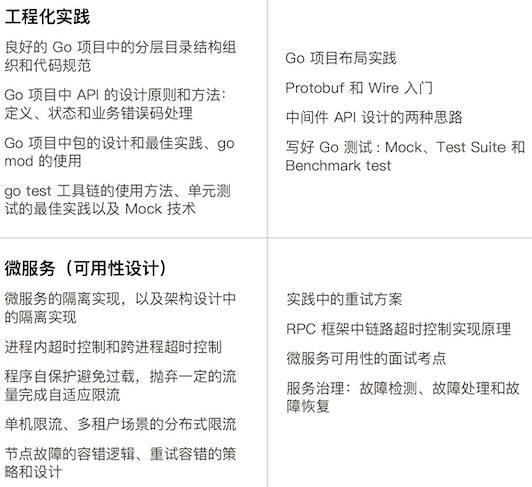 工程化实践
良好的 Go 项目中的分层目录结构组
织和代码规范
Go 项目中 API 的设计原则和方法：
定义、状态和业务错误码处理
Go 项目中包的设计和最佳实践、go
mod 的使用
go test 工具链的使用方法、单元测
试的最佳实践以及 Mock 技术
Go 项目布局实践
Protobuf 和 Wire 入门
中间件 API 设计的两种思路
写好 Go 测试：Mock、Test Suite 和
Benchmark test
微服务（可用性设计）
微服务的隔离实现，以及架构设计中
的隔离实现
进程内超时控制和跨进程超时控制
程序自保护避免过载，抛弃一定的流
量完成自适应限流
单机限流、多租户场景的分布式限流
节点故障的容错逻辑、重试容错的策
略和设计
实践中的重试方案
RPC 框架中链路超时控制实现原理
微服务可用性的面试考点
服务治理：故障检测、故障处理和故
障恢复